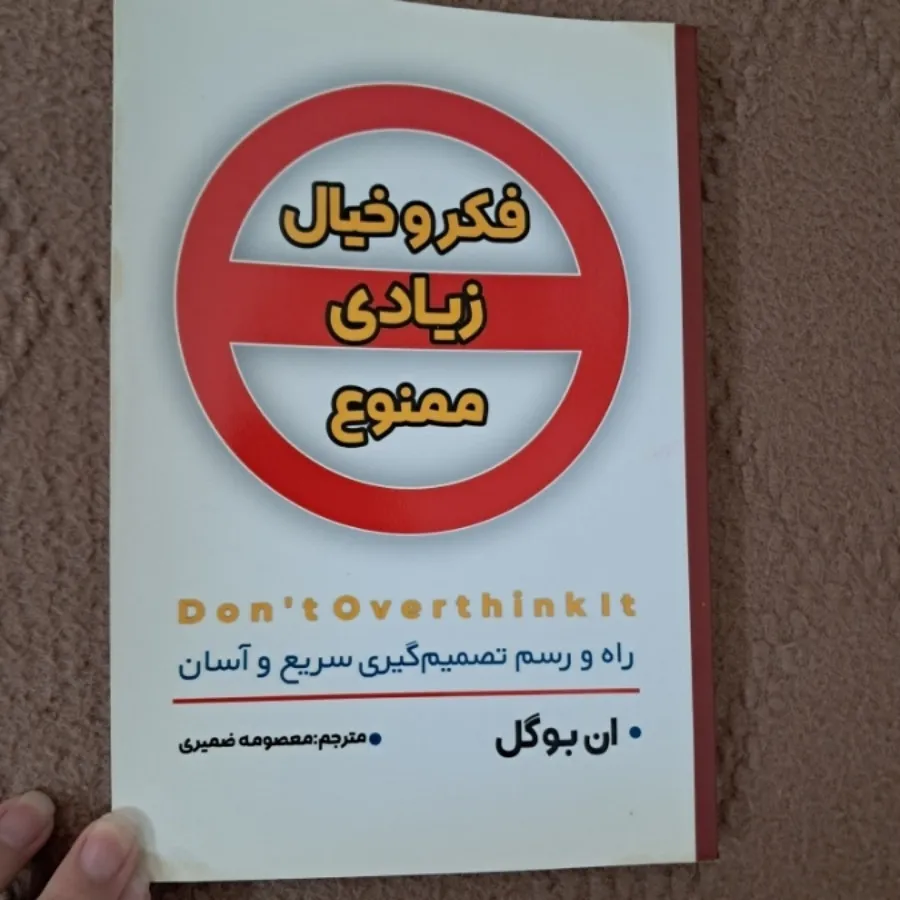 فکر و خیال
زیادی
ممنوع
Don't Overthink It
راه و رسم تصمیم‌گیری سریع و آسان
• ان بوگل
• مترجم:معصومه ضمیری